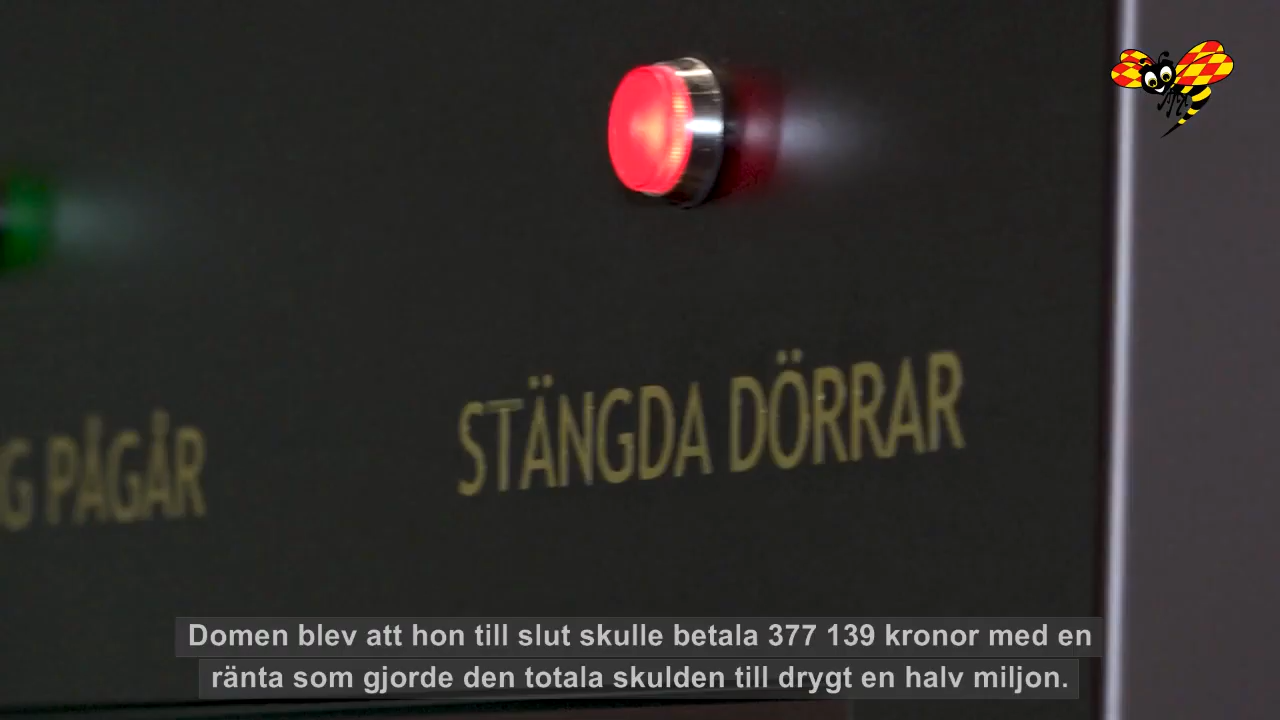 G PÅGÅR
STÄNGDA DÖRRAR
Domen blev att hon till slut skulle betala 377 139 kronor med en
ränta som gjorde den totala skulden till drygt en halv miljon.